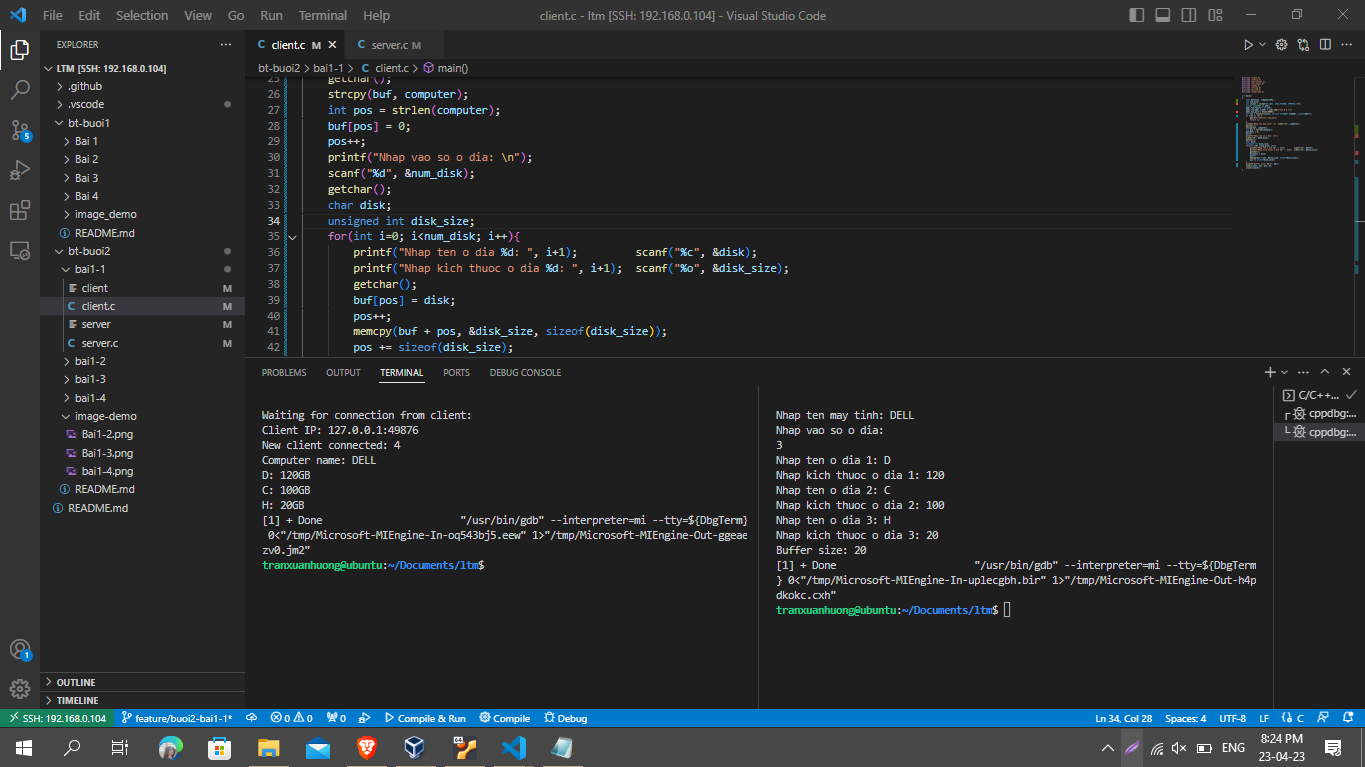 File Edit Selection View Go Run Terminal Help
client.c - ltm [SSH: 192.168.0.104] - Visual Studio Code
EXPLORER
LTM [SSH: 192.168.0.104]
.github
.vscode
bt-buoi1
Bai 1
Bai 2
Bai 3
Bai 4
image_demo
README.md
bt-buoi2
bai1-1
client M
C client.c M
server M
C server.c M
bai1-2
bai1-3
bai1-4
image-demo
Bai1-2.png
Bai1-3.png
bai1-4.png
README.md
README.md
OUTLINE
TIMELINE
5
1
C client.c M
C server.c M
bt-buoi2 > bai1-1 > C client.c > main()
25 getchar();
26 strcpy(buf, computer);
27 int pos = strlen(computer);
28 buf[pos] = 0;
29 pos++;
30 printf("Nhap vao so o dia: \n");
31 scanf("%d", &num_disk);
32 getchar();
33 char disk;
34 unsigned int disk_size;
35 for(int i=0; i<num_disk; i++){
36 printf("Nhap ten o dia %d: ", i+1); scanf("%c", &disk);
37 printf("Nhap kich thuoc o dia %d: ", i+1); scanf("%o", &disk_size);
38 getchar();
39 buf[pos] = disk;
40 pos++;
41 memcpy(buf + pos, &disk_size, sizeof(disk_size));
42 pos += sizeof(disk_size);
PROBLEMS OUTPUT TERMINAL PORTS DEBUG CONSOLE
Waiting for connection from client:
Client IP: 127.0.0.1:49876
New client connected: 4
Computer name: DELL
D: 120GB
C: 100GB
H: 20GB
[1] + Done "/usr/bin/gdb" --interpreter=mi --tty=${DbgTerm}
0<"/tmp/Microsoft-MIEngine-In-oq543bj5.eew" 1>"/tmp/Microsoft-MIEngine-Out-ggeae
zv0.jm2"
tranxuanhuong@ubuntu:~/Documents/ltm$
Nhap ten may tinh: DELL
Nhap vao so o dia:
3
Nhap ten o dia 1: D
Nhap kich thuoc o dia 1: 120
Nhap ten o dia 2: C
Nhap kich thuoc o dia 2: 100
Nhap ten o dia 3: H
Nhap kich thuoc o dia 3: 20
Buffer size: 20
[1] + Done "/usr/bin/gdb" --interpreter=mi --tty=${DbgTerm
} 0<"/tmp/Microsoft-MIEngine-In-uplecgbh.bir" 1>"/tmp/Microsoft-MIEngine-Out-h4p
dkokc.cxh"
tranxuanhuong@ubuntu:~/Documents/ltm$
C/C++...
cppdbg:...
cppdbg:...
SSH: 192.168.0.104 feature/buoi2-bai1-1* 0 0 0 Compile & Run Compile Debug
Ln 34, Col 28 Spaces: 4 UTF-8 LF C
64
ENG
8:24 PM
23-04-23